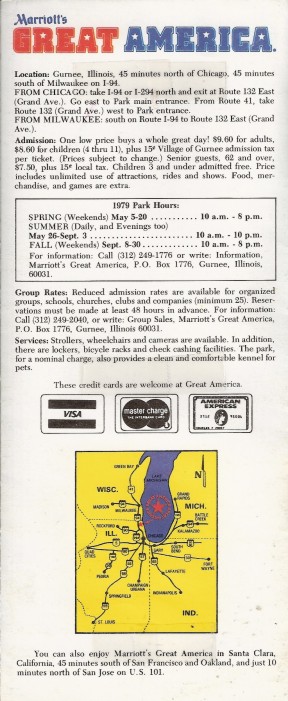 Marriott's
GREAT AMERICA.
Location: Gurnee, Illinois, 45 minutes north of Chicago, 45 minutes
south of Milwaukee on I-94.
FROM CHICAGO: take I-94 or I-294 north and exit at Route 132 East
(Grand Ave.). Go east to Park main entrance. From Route 41, take
Route 132 (Grand Ave.) west to Park entrance.
FROM MILWAUKEE: south on Route I-94 to Route 132 East (Grand
Ave.).
Admission: One low price buys a whole great day! $9.60 for adults,
$8.60 for children (4 thru 11), plus 15¢ Village of Gurnee admission tax
per ticket. (Prices subject to change.) Senior guests, 62 and over,
$7.50, plus 15¢ local tax. Children 3 and under admitted free. Price
includes unlimited use of attractions, rides and shows. Food, mer-
chandise, and games are extra.
1979 Park Hours:
SPRING (Weekends) May 5-20 ........... 10 a.m. - 8 p.m.
SUMMER (Daily, and Evenings too)
May 26-Sept. 3 ................... 10 a.m. - 10 p.m.
FALL (Weekends) Sept. 8-30 ........... 10 a.m. - 8 p.m.
For information: Call (312) 249-1776 or write: Information,
Marriott's Great America, P.O. Box 1776, Gurnee, Illinois,
60031.
Group Rates: Reduced admission rates are available for organized
groups, schools, churches, clubs and companies (minimum 25). Reser-
vations must be made at least 48 hours in advance. For information:
Call (312) 249-2040, or write: Group Sales, Marriott's Great America,
P.O. Box 1776, Gurnee, Illinois 60031.
Services: Strollers, wheelchairs and cameras are available. In addition,
there are lockers, bicycle racks and check cashing facilities. The park,
for a nominal charge, also provides a clean and comfortable kennel for
pets.
These credit cards are welcome at Great America.
VISA
master charge
THE INTERBANK CARD
AMERICAN
EXPRESS
GREEN BAY
LAKE
MICHIGAN
N
WISC.
GRAND
RAPIDS
MADISON
MILWAUKEE
MICH.
BATTLE
CREEK
ROCKFORD
KALAMAZOO
ILL.
CHICAGO
QUAD
CITIES
GARY
SOUTH
BEND
FORT
WAYNE
PEORIA
LAFAYETTE
CHAMPAIGN
URBANA
INDIANAPOLIS
SPRINGFIELD
IND.
ST. LOUIS
You can also enjoy Marriott's Great America in Santa Clara,
California, 45 minutes south of San Francisco and Oakland, and just 10
minutes north of San Jose on U.S. 101.